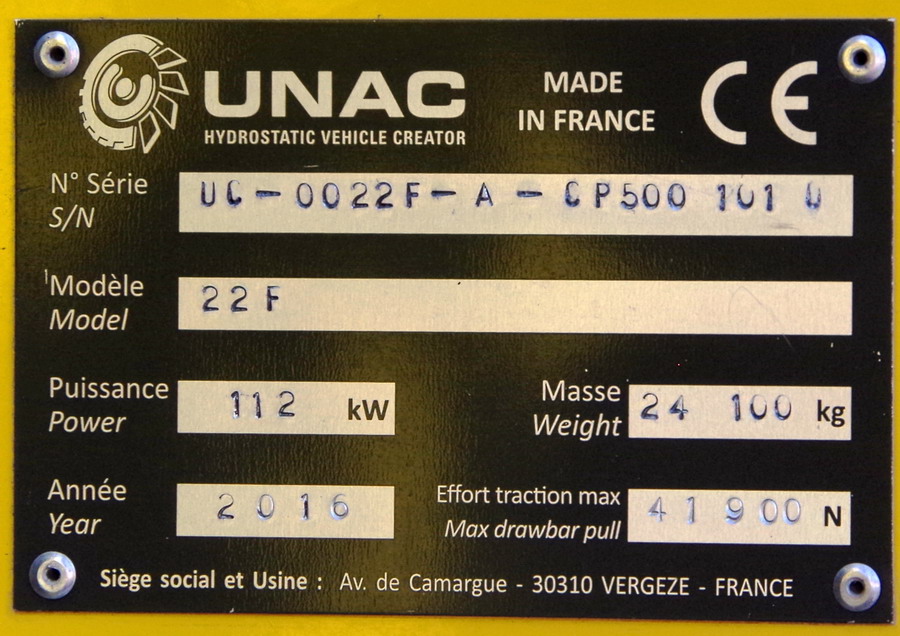 UNAC
HYDROSTATIC VEHICLE CREATOR
MADE
IN FRANCE
CE
N° Série
S/N
UC-0022F-A-CP500 101 U
Modèle
Model
22F
Puissance
Power
112 kW
Masse
Weight
24 100 kg
Année
Year
2016
Effort traction max
Max drawbar pull
41 900 N
Siège social et Usine : Av. de Camargue - 30310 VERGEZE - FRANCE